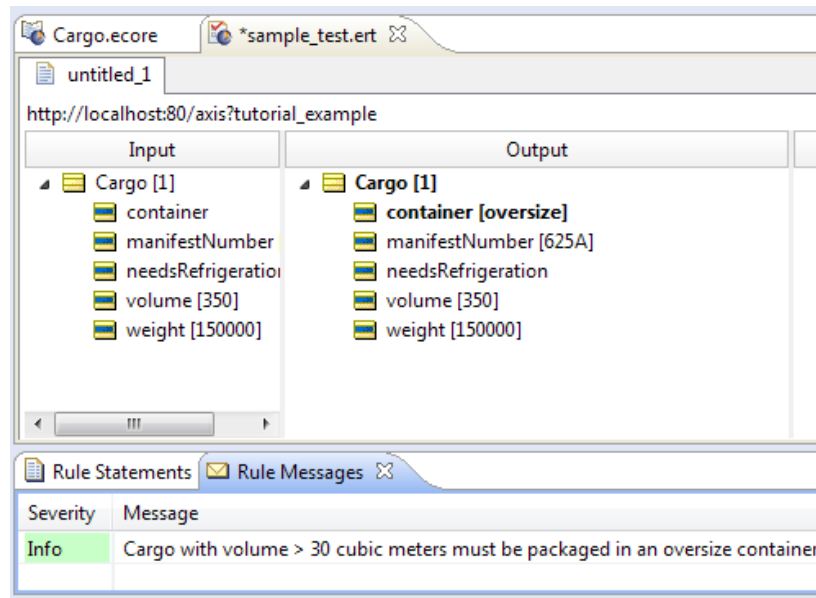 Cargo.ecore *sample_test.ert
untitled_1
http://localhost:80/axis?tutorial_example
Input Output
Cargo [1] Cargo [1]
container container [oversize]
manifestNumber manifestNumber [625A]
needsRefrigeration needsRefrigeration
volume [350] volume [350]
weight [150000] weight [150000]
Rule Statements Rule Messages
Severity Message
Info Cargo with volume > 30 cubic meters must be packaged in an oversize container